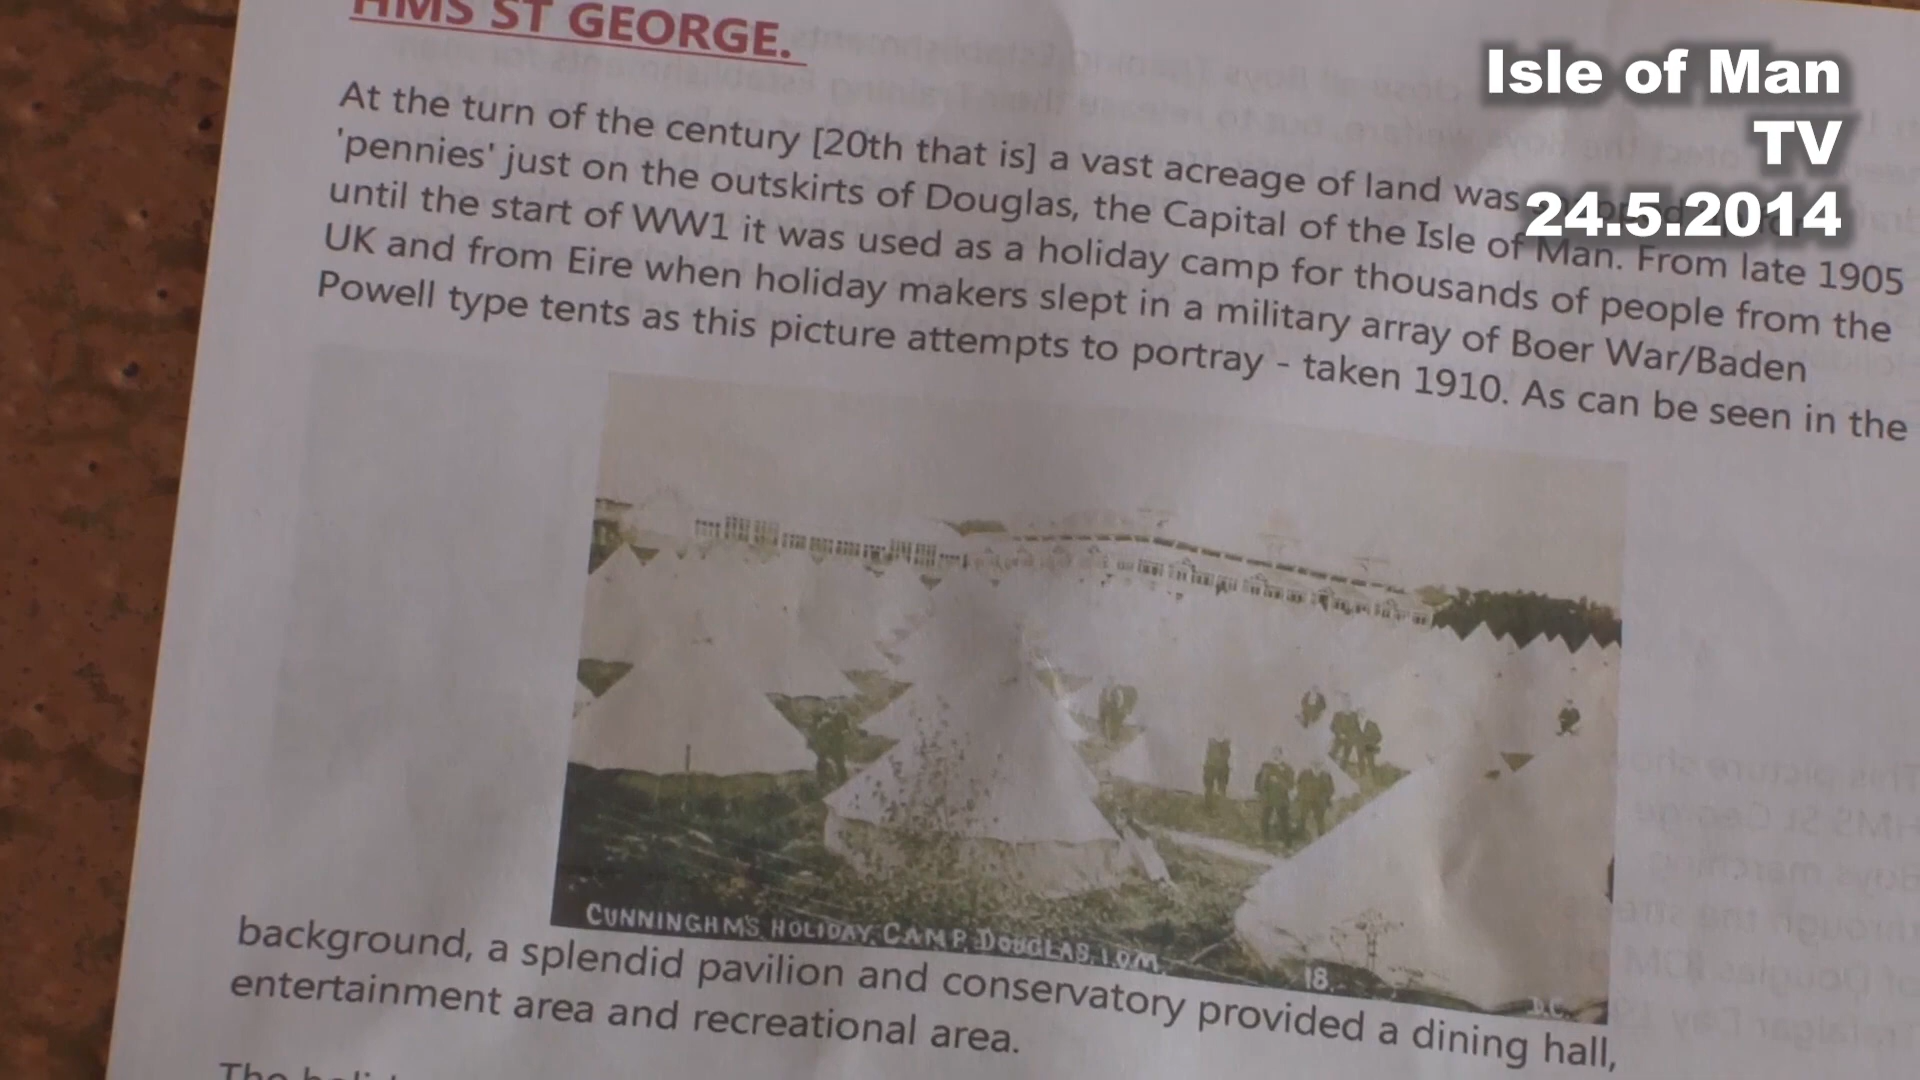 HMS ST GEORGE.
Isle of Man
TV
24.5.2014
At the turn of the century [20th that is] a vast acreage of land was
'pennies' just on the outskirts of Douglas, the Capital of the Isle of Man. From late 1905
until the start of WW1 it was used as a holiday camp for thousands of people from the
UK and from Eire when holiday makers slept in a military array of Boer War/Baden
Powell type tents as this picture attempts to portray - taken 1910. As can be seen in the
CUNNINGHMS. HOLIDAY. CAMP. DOUGLAS. I.OM.
18.
D.C.
background, a splendid pavilion and conservatory provided a dining hall,
entertainment area and recreational area.
The